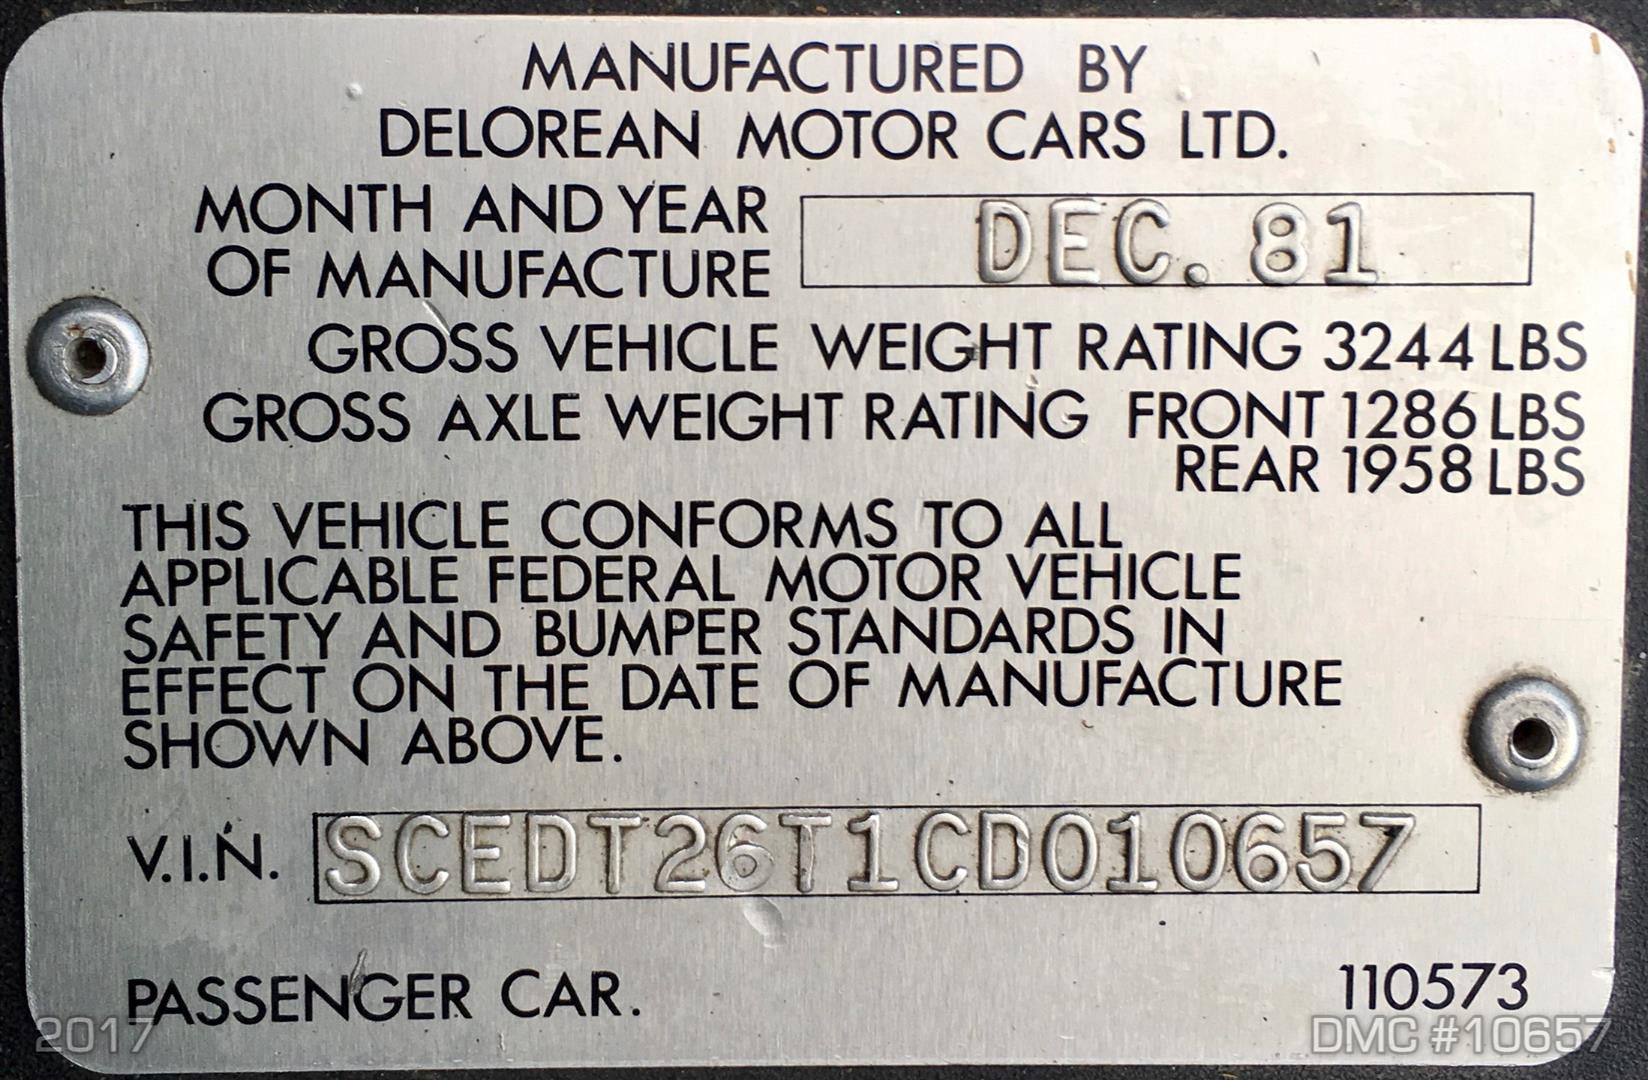 MANUFACTURED BY
DELOREAN MOTOR CARS LTD.
MONTH AND YEAR
OF MANUFACTURE DEC. 81
GROSS VEHICLE WEIGHT RATING 3244 LBS
GROSS AXLE WEIGHT RATING FRONT 1286 LBS
REAR 1958 LBS
THIS VEHICLE CONFORMS TO ALL
APPLICABLE FEDERAL MOTOR VEHICLE
SAFETY AND BUMPER STANDARDS IN
EFFECT ON THE DATE OF MANUFACTURE
SHOWN ABOVE.
V.I.N. SCEDT26T1CD010657
PASSENGER CAR. 110573
2017 DMC #10657